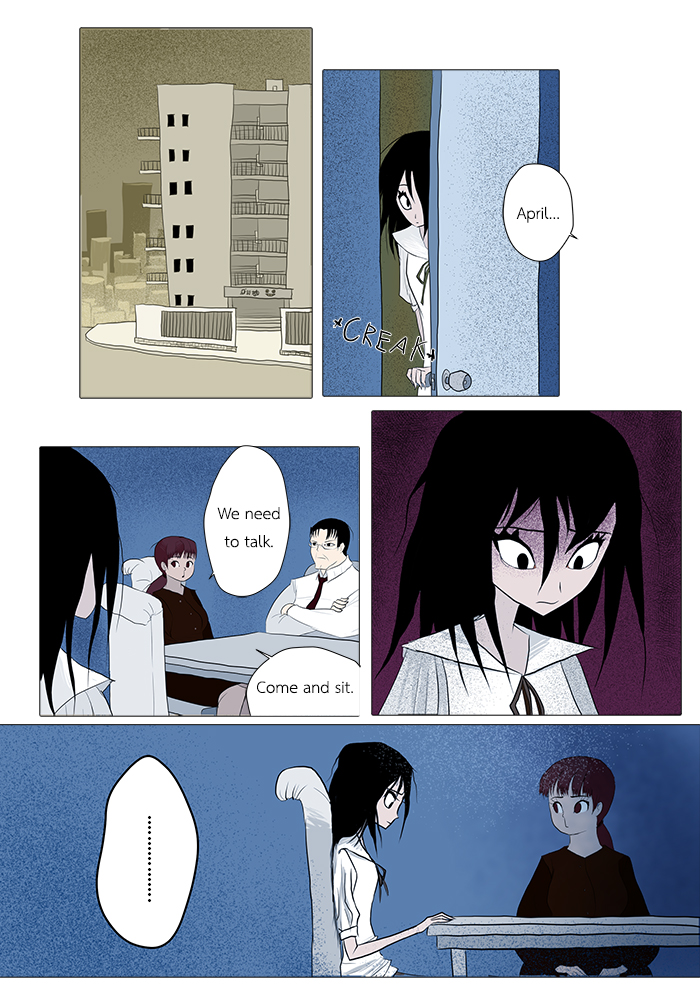 April...
*CREAK*
We need
to talk.
Come and sit.
............